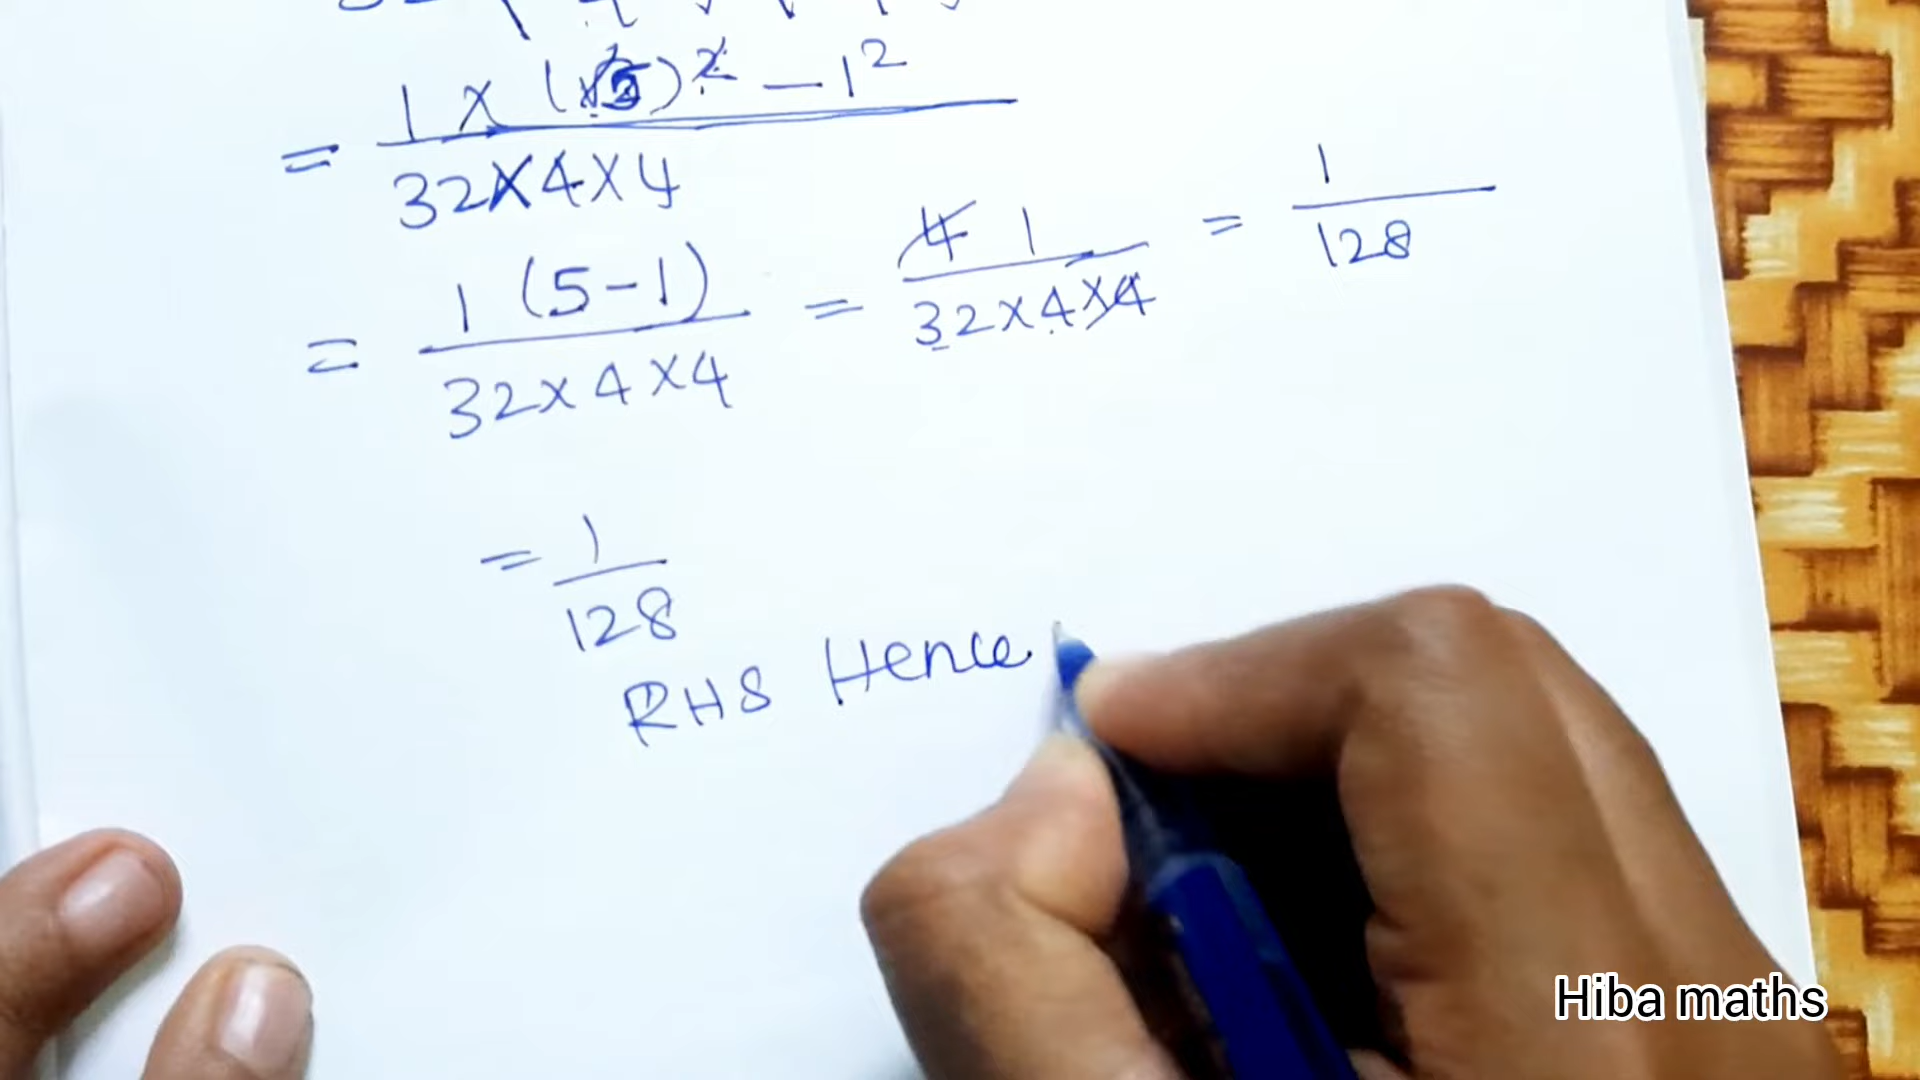 = 1 × (√5)² − 1² / 32×4×4
= 1 (5-1) / 32×4×4 = 4 1 / 32×4×4 = 1 / 128
= 1 / 128
RHS Hence
Hiba maths